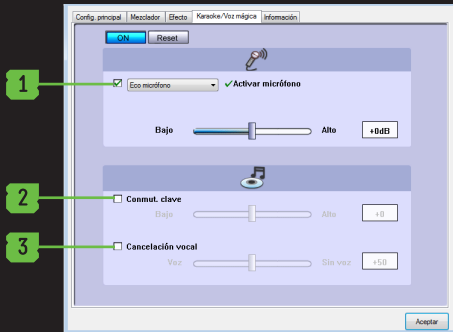 Config. principal Mezclador Efecto Karaoke/Voz mágica Información
ON Reset
1 Eco micrófono ✓Activar micrófono
Bajo Alto +0dB
2 Conmut. clave
Bajo Alto +0
3 Cancelación vocal
Voz Sin voz +50
Aceptar